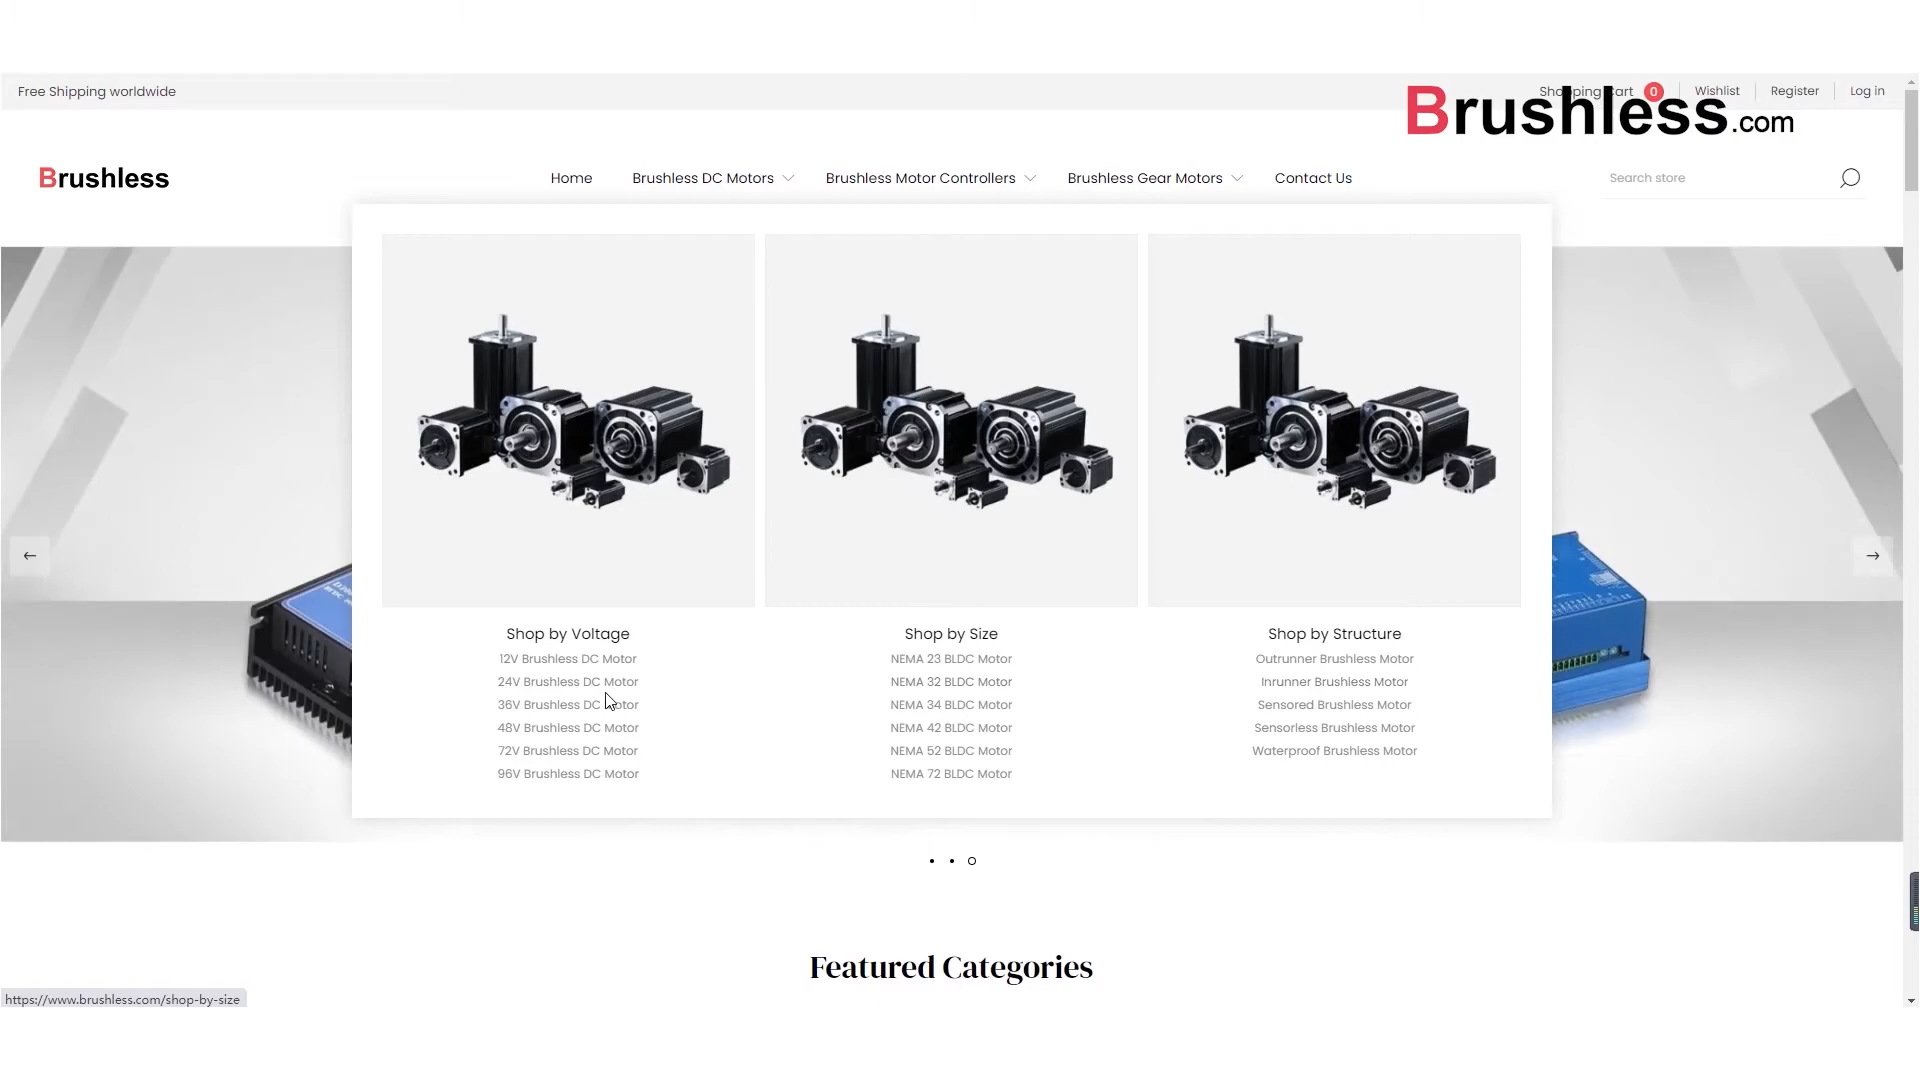 Free Shipping worldwide
Shopping Cart 0 Wishlist Register Log in
Brushless.com
Brushless
Home Brushless DC Motors Brushless Motor Controllers Brushless Gear Motors Contact Us
Search store
Shop by Voltage
12V Brushless DC Motor
24V Brushless DC Motor
36V Brushless DC Motor
48V Brushless DC Motor
72V Brushless DC Motor
96V Brushless DC Motor
Shop by Size
NEMA 23 BLDC Motor
NEMA 32 BLDC Motor
NEMA 34 BLDC Motor
NEMA 42 BLDC Motor
NEMA 52 BLDC Motor
NEMA 72 BLDC Motor
Shop by Structure
Outrunner Brushless Motor
Inrunner Brushless Motor
Sensored Brushless Motor
Sensorless Brushless Motor
Waterproof Brushless Motor
Featured Categories
https://www.brushless.com/shop-by-size